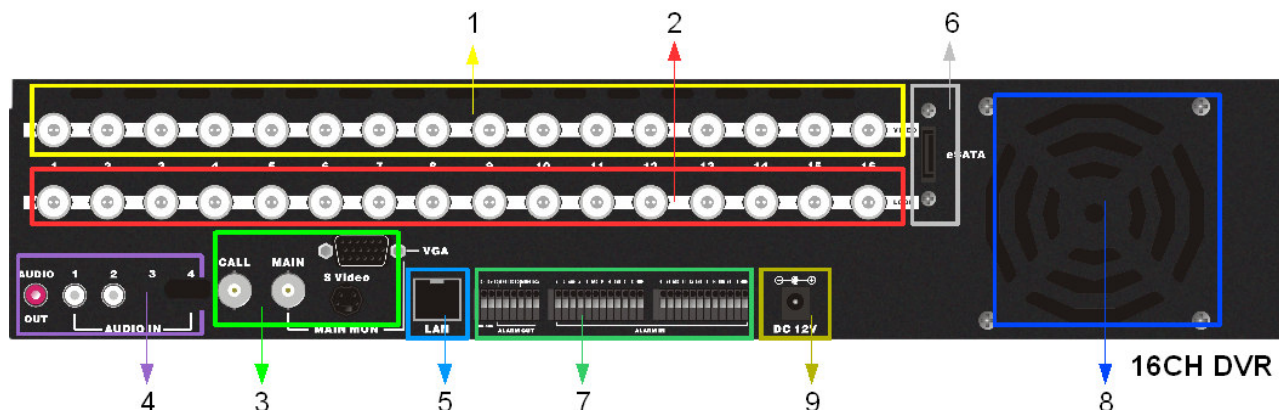 1 2 6
VIDEO
1 2 3 4 5 6 7 8 9 10 11 12 13 14 15 16
eSATA
LOOP
VGA
CALL MAIN
AUDIO 1 2 3 4
S Video
OUT
AUDIO IN
MAIN MON
LAN
ALARM OUT
ALARM IN
DC 12V
16CH DVR
4 3 5 7 9 8